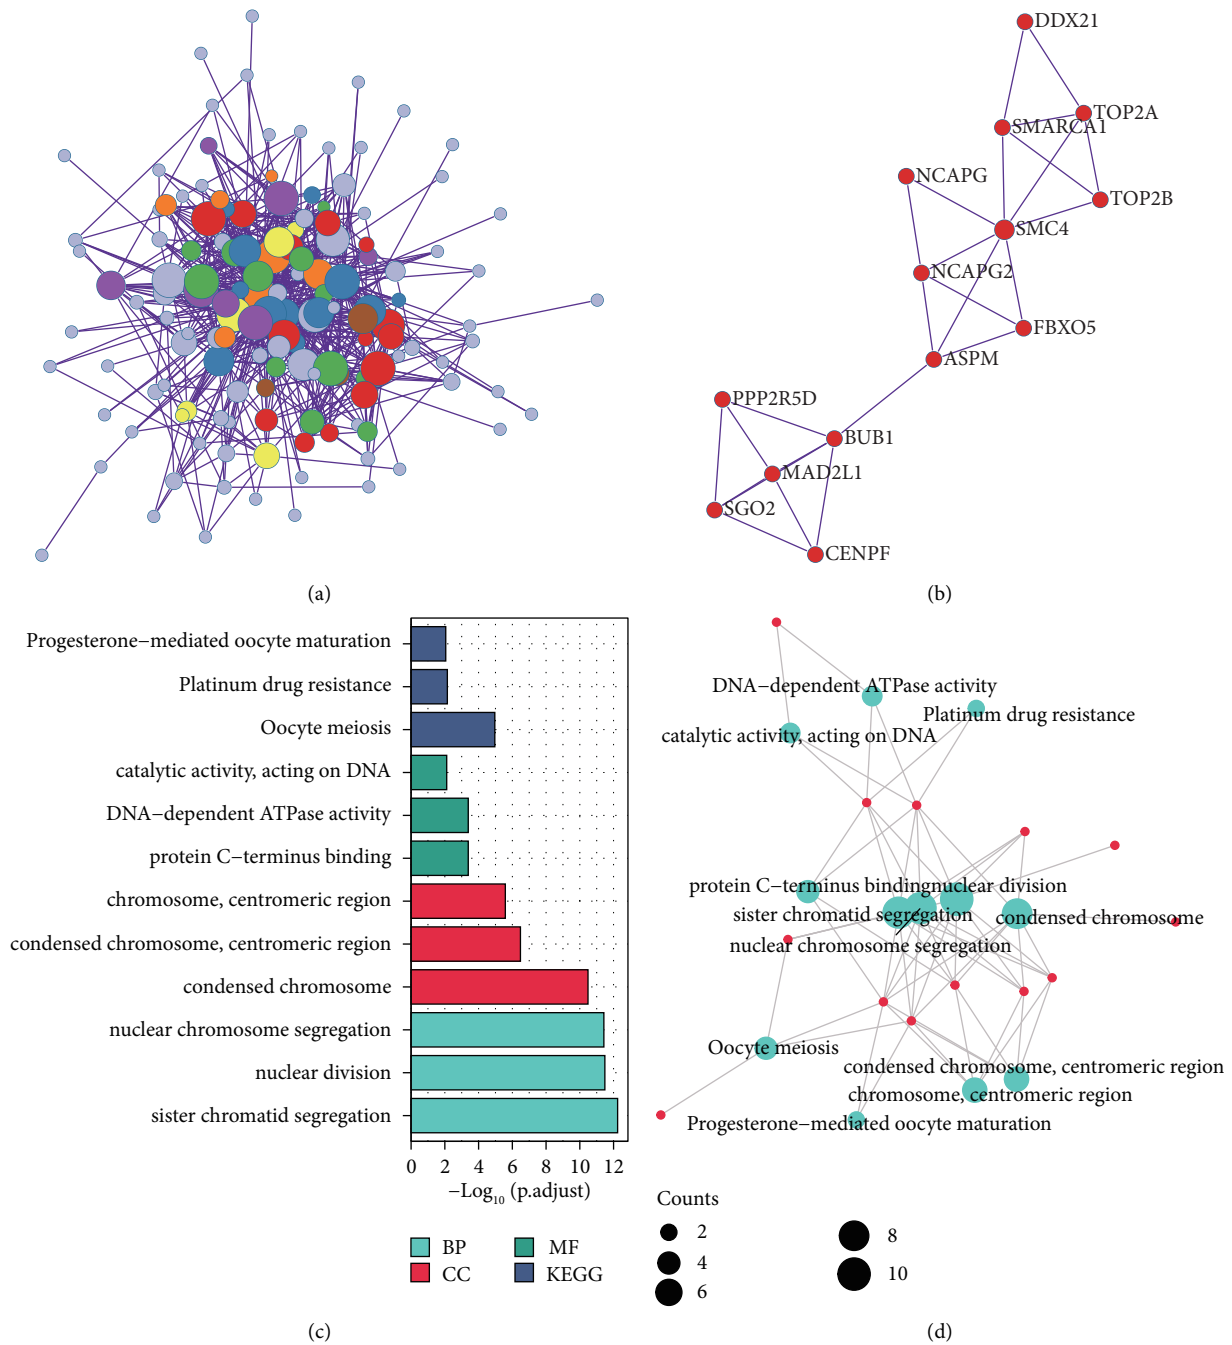 DDX21
TOP2A
SMARCA1
NCAPG
TOP2B
SMC4
NCAPG2
FBXO5
ASPM
PPP2R5D
BUB1
MAD2L1
SGO2
CENPF
(a)
(b)
Progesterone−mediated oocyte maturation
Platinum drug resistance
Oocyte meiosis
catalytic activity, acting on DNA
DNA−dependent ATPase activity
protein C−terminus binding
chromosome, centromeric region
condensed chromosome, centromeric region
condensed chromosome
nuclear chromosome segregation
nuclear division
sister chromatid segregation
0 2 4 6 8 10 12
−Log10 (p.adjust)
BP
MF
CC
KEGG
(c)
DNA−dependent ATPase activity
Platinum drug resistance
catalytic activity, acting on DNA
protein C−terminus binding
nuclear division
sister chromatid segregation
condensed chromosome
nuclear chromosome segregation
Oocyte meiosis
condensed chromosome, centromeric region
chromosome, centromeric region
Progesterone−mediated oocyte maturation
Counts
2
8
4
10
6
(d)